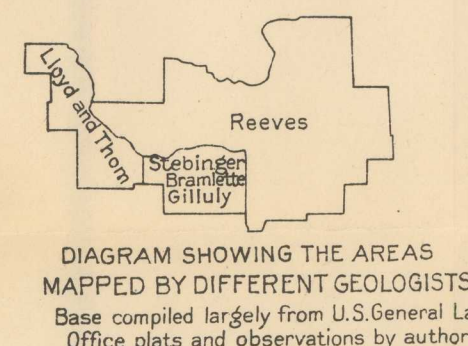 Lloyd and Thom
Reeves
Stebinger
Bramlette
Gilluly
DIAGRAM SHOWING THE AREAS
MAPPED BY DIFFERENT GEOLOGISTS
Base compiled largely from U.S. General La
Office plats and observations by author